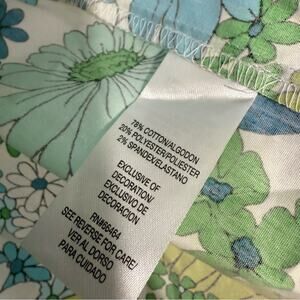 78% COTTON/ALGODON
20% POLYESTER/POLIESTER
2% SPANDEX/ELASTANO
EXCLUSIVE OF
DECORATION/
EXCLUSIVO DE
DECORACION
RN#96464
SEE REVERSE FOR CARE/
VER AL DORSO
PARA CUIDADO